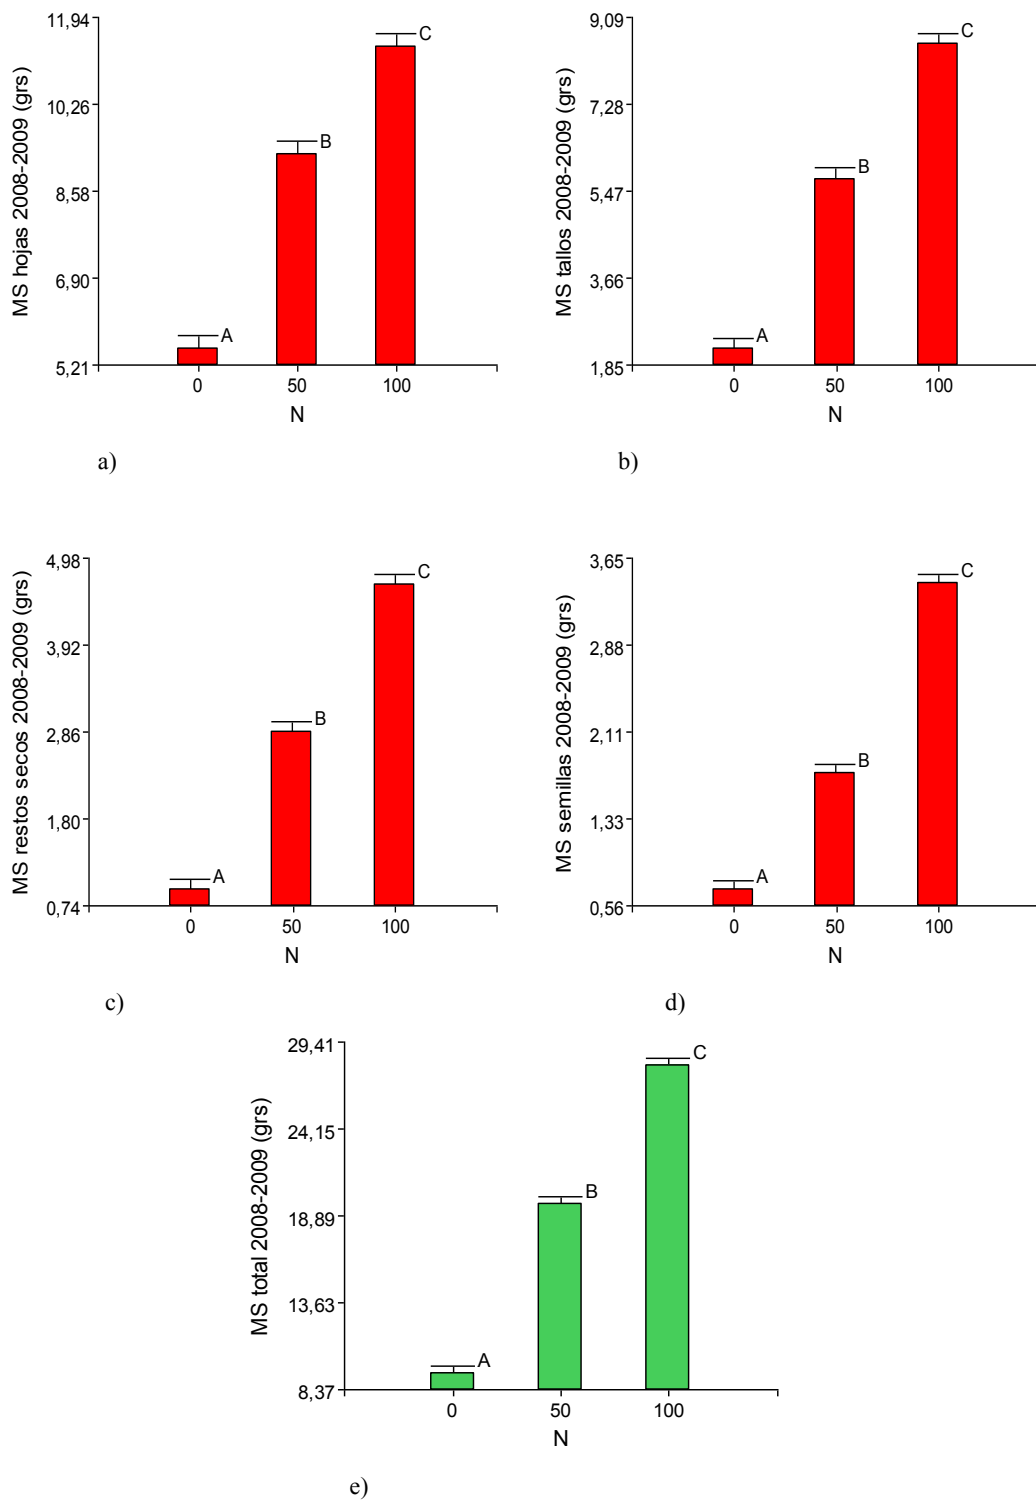 MS hojas 2008-2009 (grs)
11,94
10,26
8,58
6,90
5,21
A
B
C
0
50
100
N
a)
MS tallos 2008-2009 (grs)
9,09
7,28
5,47
3,66
1,85
A
B
C
0
50
100
N
b)
MS restos secos 2008-2009 (grs)
4,98
3,92
2,86
1,80
0,74
A
B
C
0
50
100
N
c)
MS semillas 2008-2009 (grs)
3,65
2,88
2,11
1,33
0,56
A
B
C
0
50
100
N
d)
MS total 2008-2009 (grs)
29,41
24,15
18,89
13,63
8,37
A
B
C
0
50
100
N
e)